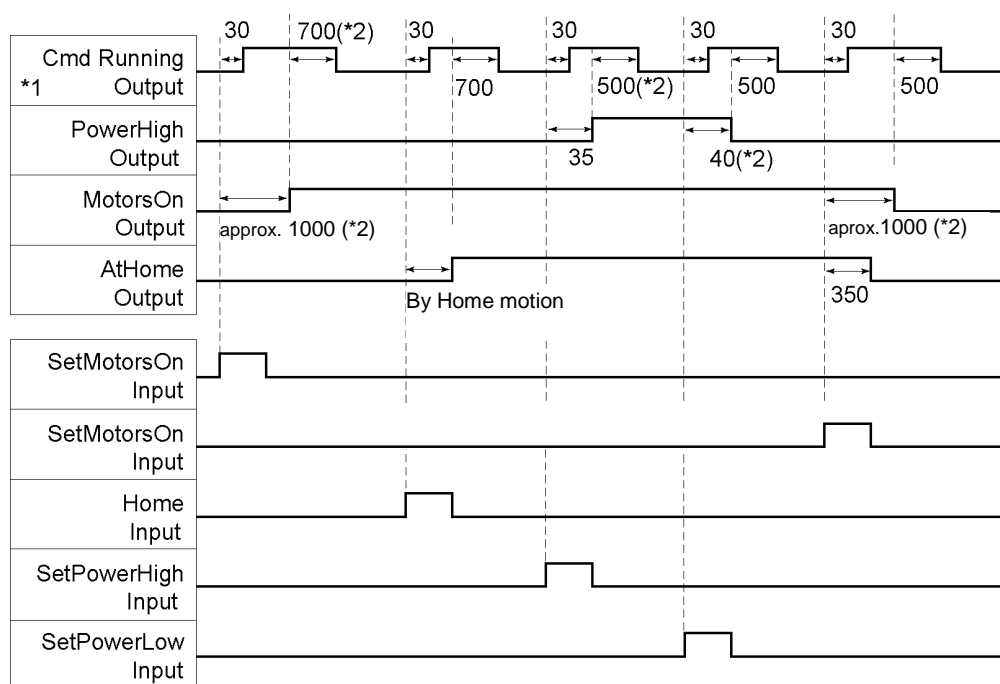 30 700(*2) 30 30 30 30
Cmd Running
*1 Output
700 500(*2) 500 500
PowerHigh
Output
35 40(*2)
MotorsOn
Output
aprox. 1000 (*2) aprox.1000 (*2)
AtHome
Output
By Home motion 350
SetMotorsOn
Input
SetMotorsOn
Input
Home
Input
SetPowerHigh
Input
SetPowerLow
Input